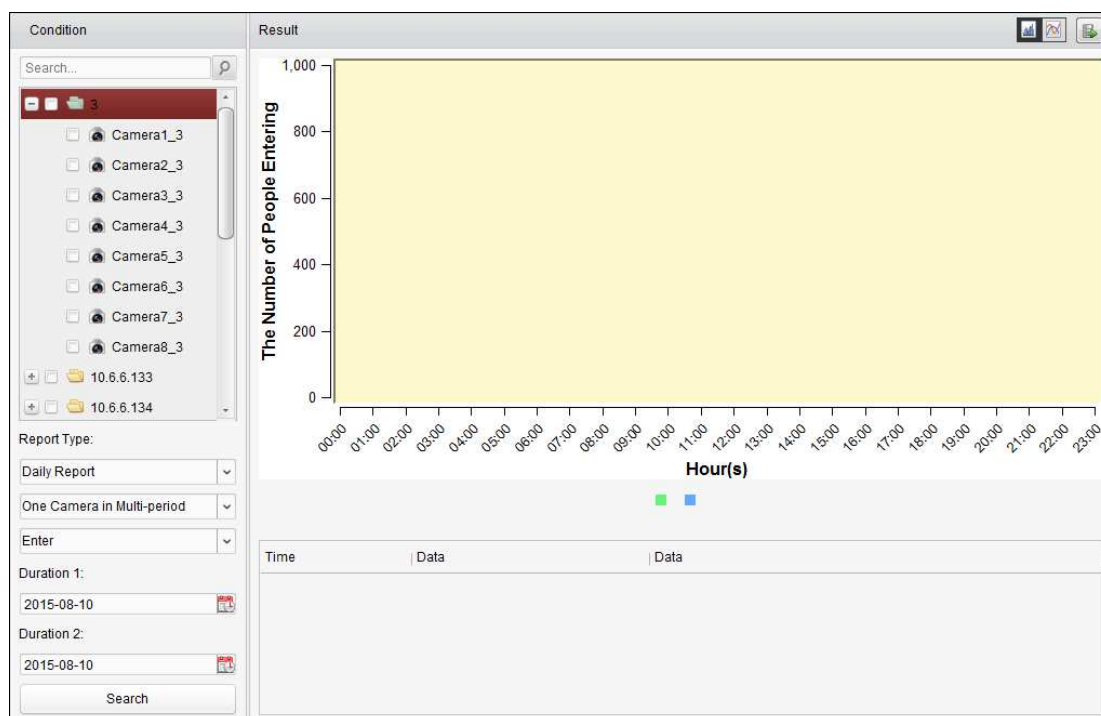 Condition
Search...
3
Camera1_3
Camera2_3
Camera3_3
Camera4_3
Camera5_3
Camera6_3
Camera7_3
Camera8_3
10.6.6.133
10.6.6.134
Report Type:
Daily Report
One Camera in Multi-period
Enter
Duration 1:
2015-08-10
Duration 2:
2015-08-10
Search
Result
The Number of People Entering
1,000
800
600
400
200
0
00:00 01:00 02:00 03:00 04:00 05:00 06:00 07:00 08:00 09:00 10:00 11:00 12:00 13:00 14:00 15:00 16:00 17:00 18:00 19:00 20:00 21:00 22:00 23:00
Hour(s)
Time Data Data